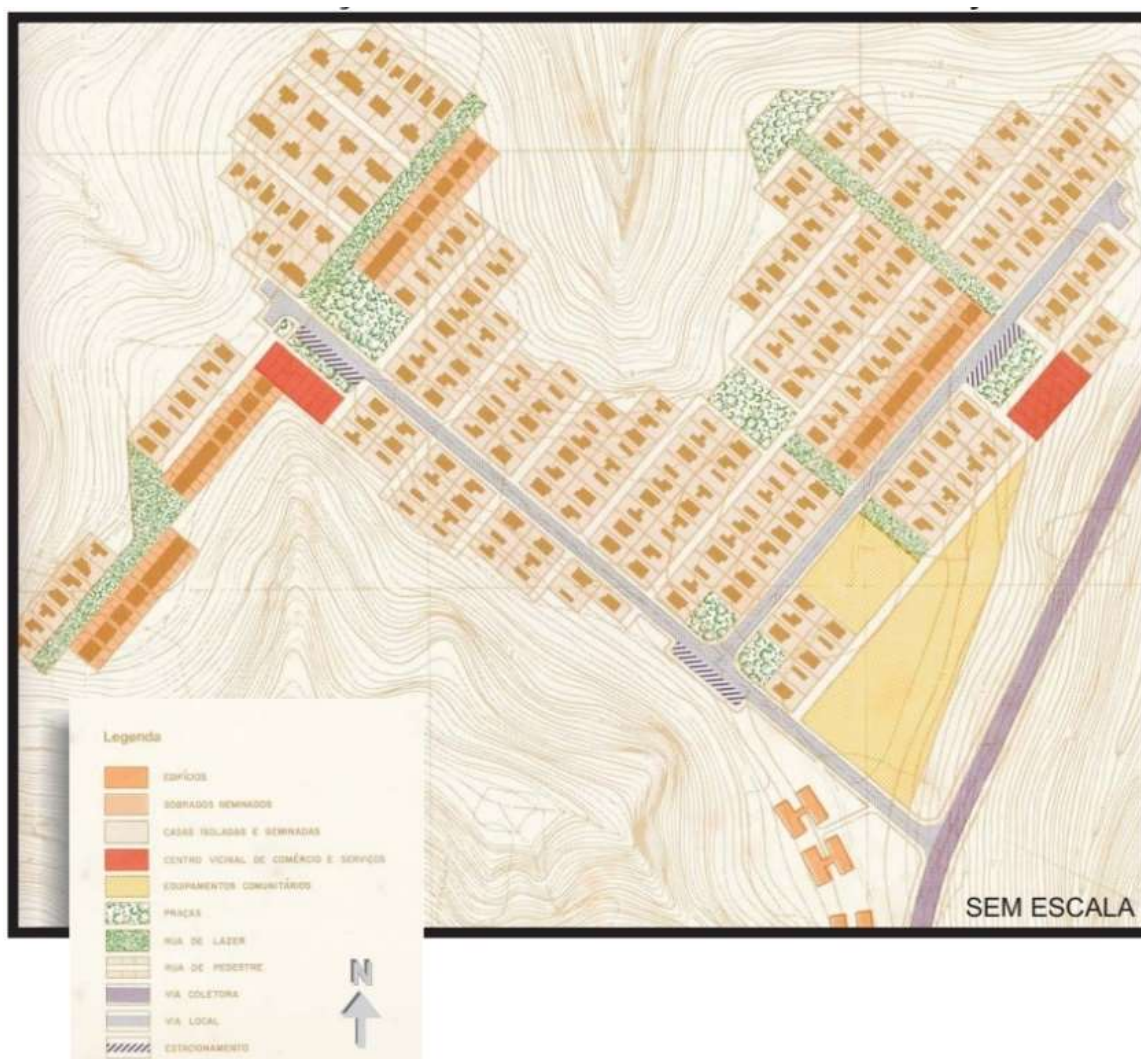 SEM ESCALA
Legenda
EDIFÍCIOS
SOBRADOS GEMINADOS
CASAS ISOLADAS E GEMINADAS
CENTRO VICINAL DE COMÉRCIO E SERVIÇOS
EQUIPAMENTOS COMUNITÁRIOS
PRAÇAS
RUA DE LAZER
RUA DE PEDESTRE
VIA COLETORA
VIA LOCAL
ESTACIONAMENTO
N